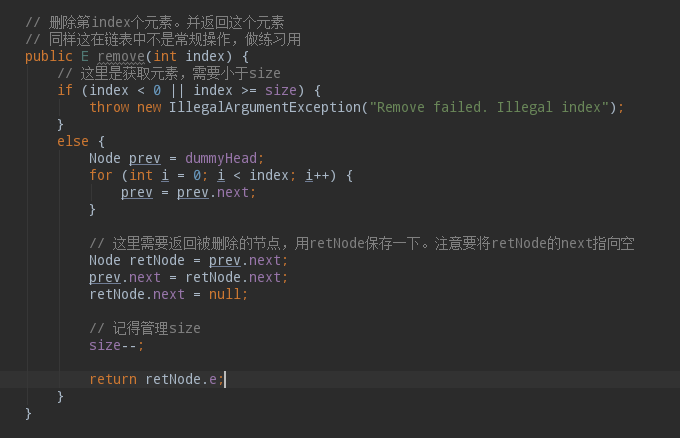 // 删除第index个元素。并返回这个元素
// 同样这在链表中不是常规操作，做练习用
public E remove(int index) {
// 这里是获取元素，需要小于size
if (index < 0 || index >= size) {
throw new IllegalArgumentException("Remove failed. Illegal index");
}
else {
Node prev = dummyHead;
for (int i = 0; i < index; i++) {
prev = prev.next;
}
// 这里需要返回被删除的节点，用retNode保存一下。注意要将retNode的next指向空
Node retNode = prev.next;
prev.next = retNode.next;
retNode.next = null;
// 记得管理size
size--;
return retNode.e;
}
}